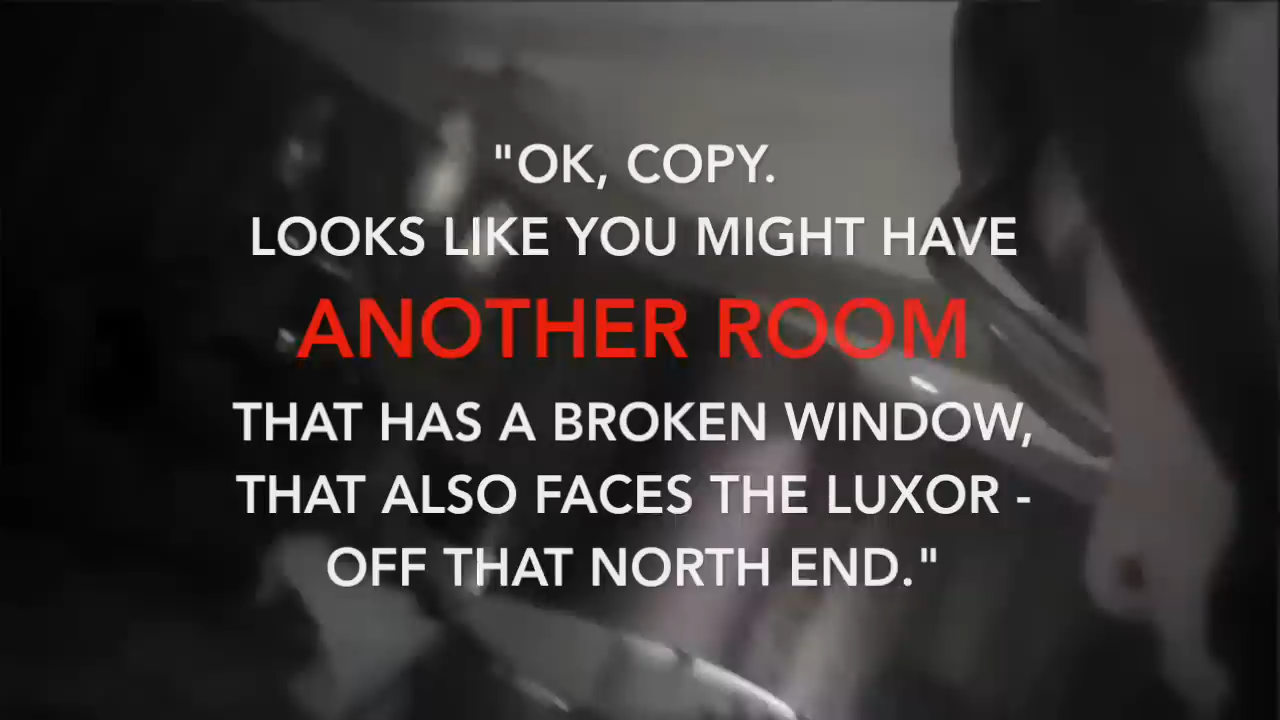 "OK, COPY.
LOOKS LIKE YOU MIGHT HAVE
ANOTHER ROOM
THAT HAS A BROKEN WINDOW,
THAT ALSO FACES THE LUXOR -
OFF THAT NORTH END."